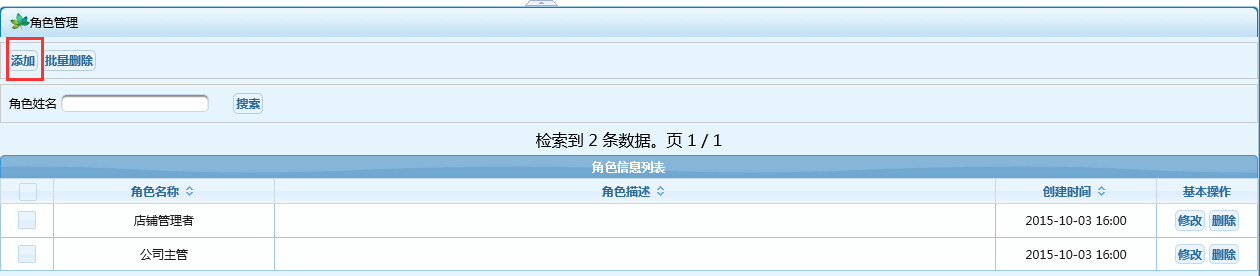 角色管理
添加 批量删除
角色姓名 搜索
检索到 2 条数据。页 1 / 1
角色信息列表
角色名称 角色描述 创建时间 基本操作
店铺管理者 2015-10-03 16:00 修改 删除
公司主管 2015-10-03 16:00 修改 删除